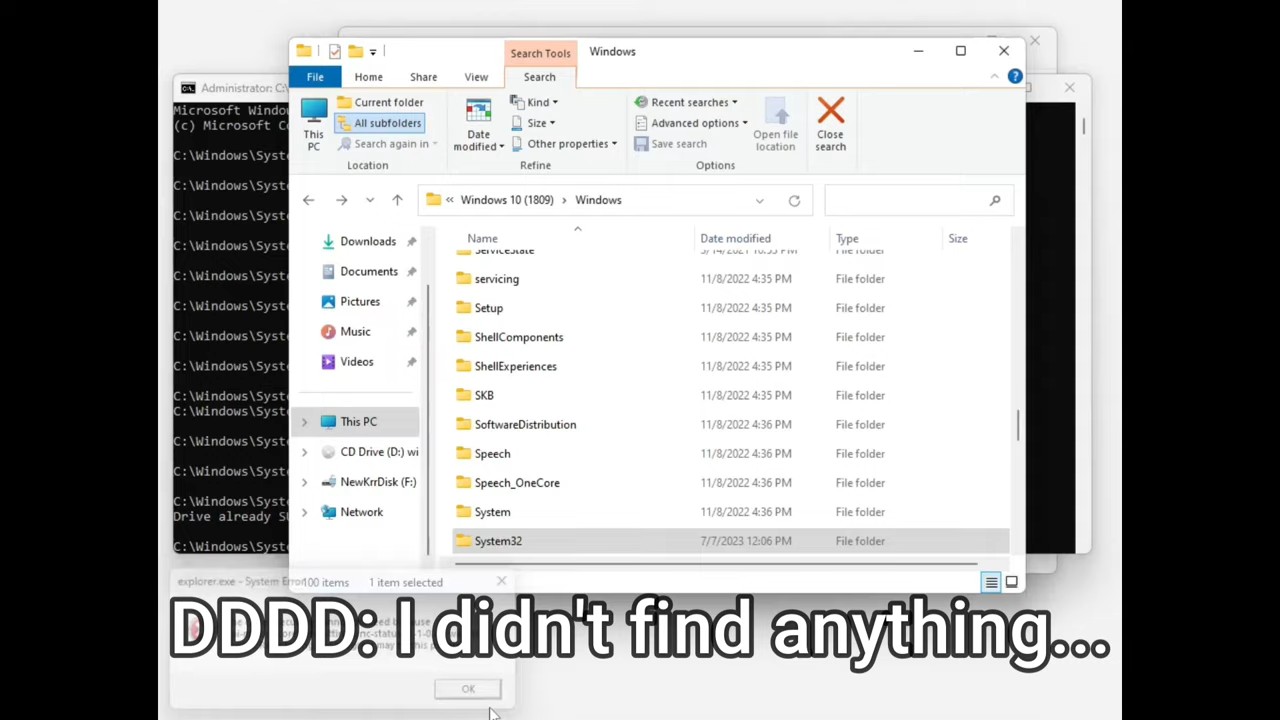 Search Tools
Windows
File
Home
Share
View
Search
Administrator: C:\
This PC
Current folder
All subfolders
Search again in
Location
Date modified
Kind
Size
Other properties
Refine
Recent searches
Advanced options
Save search
Open file location
Options
Close search
Microsoft Window
(c) Microsoft Co
C:\Windows\Syste
C:\Windows\Syste
C:\Windows\Syste
C:\Windows\Syste
C:\Windows\Syste
C:\Windows\Syste
C:\Windows\Syste
C:\Windows\Syste
C:\Windows\Syste
C:\Windows\Syste
C:\Windows\Syste
C:\Windows\Syste
C:\Windows\Syste
Drive already SU
C:\Windows\Syste
« Windows 10 (1809) > Windows
Downloads
Documents
Pictures
Music
Videos
This PC
CD Drive (D:) wi
NewKrrDisk (F:)
Network
Name Date modified Type Size
ServiceState File folder
servicing 11/8/2022 4:35 PM File folder
Setup 11/8/2022 4:35 PM File folder
ShellComponents 11/8/2022 4:35 PM File folder
ShellExperiences 11/8/2022 4:35 PM File folder
SKB 11/8/2022 4:35 PM File folder
SoftwareDistribution 11/8/2022 4:36 PM File folder
Speech 11/8/2022 4:36 PM File folder
Speech_OneCore 11/8/2022 4:36 PM File folder
System 11/8/2022 4:36 PM File folder
System32 7/7/2023 12:06 PM File folder
100 items 1 item selected
explorer.exe - System Error
DDDD: I didn't find anything...
OK